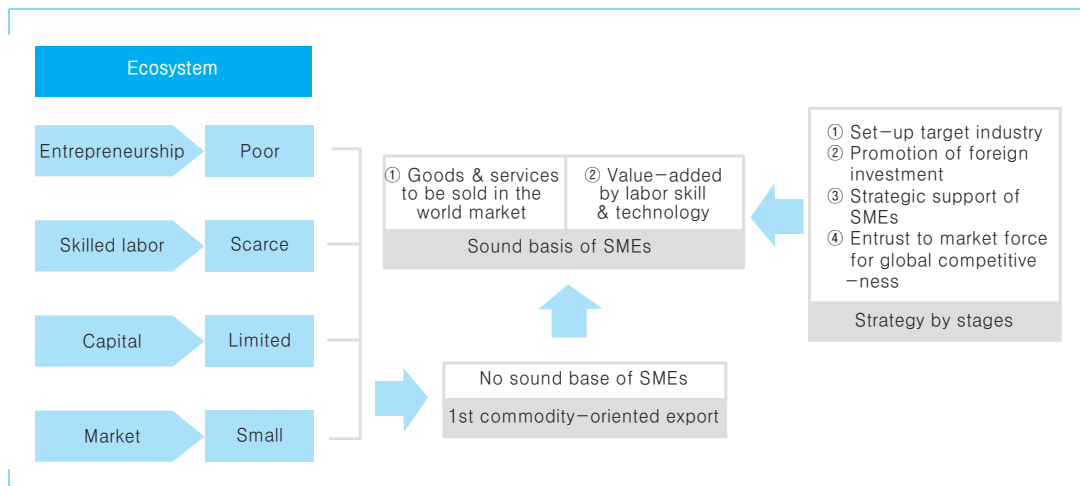 Ecosystem
Entrepreneurship
Poor
Skilled labor
Scarce
Capital
Limited
Market
Small
① Goods & services
to be sold in the
world market
② Value-added
by labor skill
& technology
Sound basis of SMEs
No sound base of SMEs
1st commodity-oriented export
① Set-up target industry
② Promotion of foreign
investment
③ Strategic support of
SMEs
④ Entrust to market force
for global competitive
-ness
Strategy by stages